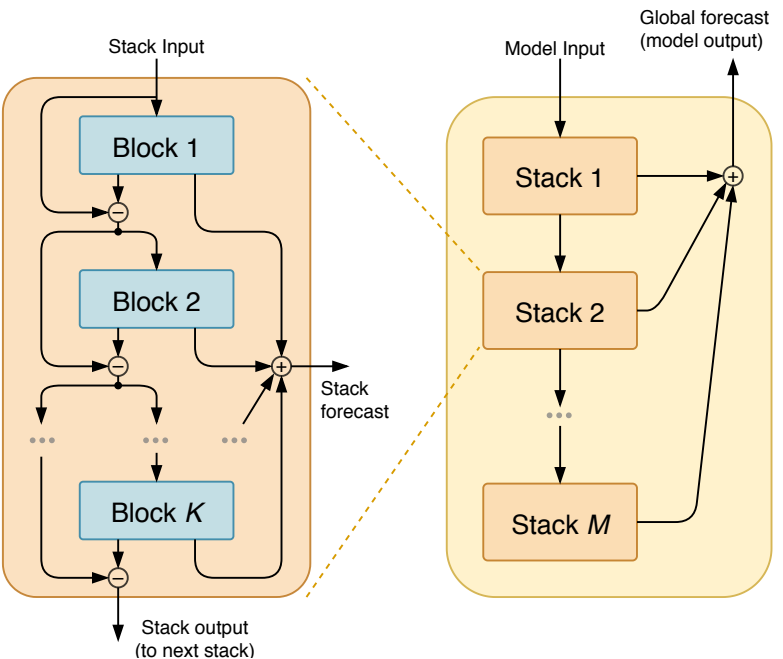 Stack Input
Block 1
−
Block 2
−
+
Stack
forecast
•••
•••
•••
Block K
−
Stack output
(to next stack)
Global forecast
(model output)
Model Input
Stack 1
+
Stack 2
•••
Stack M